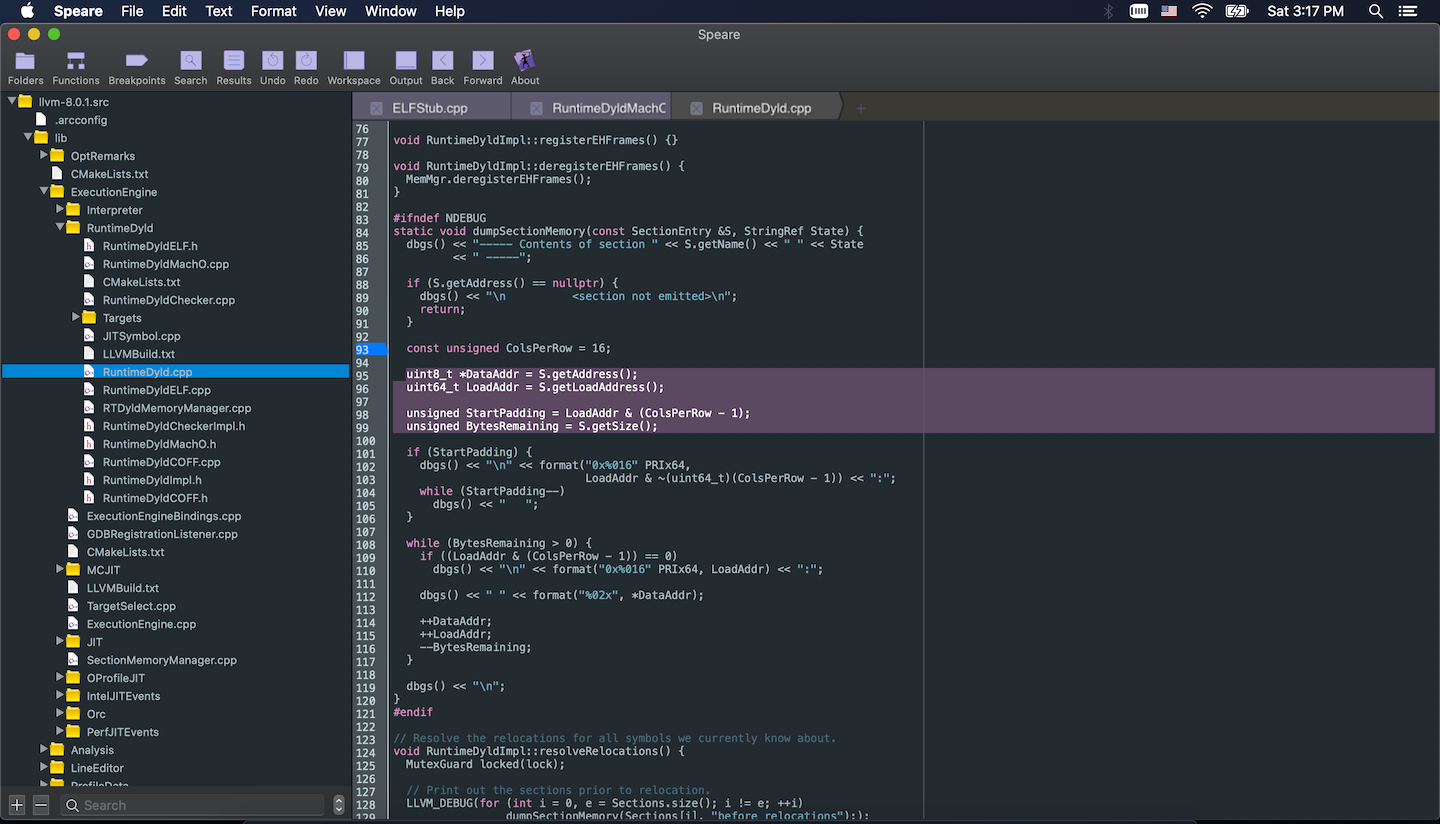 Speare File Edit Text Format View Window Help Sat 3:17 PM
Speare
Folders Functions Breakpoints Search Results Undo Redo Workspace Output Back Forward About
ELFStub.cpp RuntimeDyldMachC RuntimeDyld.cpp +
llvm-8.0.1.src
.arcconfig
lib
OptRemarks
CMakeLists.txt
ExecutionEngine
Interpreter
RuntimeDyld
RuntimeDyldELF.h
RuntimeDyldMachO.cpp
CMakeLists.txt
RuntimeDyldChecker.cpp
Targets
JITSymbol.cpp
LLVMBuild.txt
RuntimeDyld.cpp
RuntimeDyldELF.cpp
RTDyldMemoryManager.cpp
RuntimeDyldCheckerImpl.h
RuntimeDyldMachO.h
RuntimeDyldCOFF.cpp
RuntimeDyldImpl.h
RuntimeDyldCOFF.h
ExecutionEngineBindings.cpp
GDBRegistrationListener.cpp
CMakeLists.txt
MCJIT
LLVMBuild.txt
TargetSelect.cpp
ExecutionEngine.cpp
JIT
SectionMemoryManager.cpp
OProfileJIT
IntelJITEvents
Orc
PerfJITEvents
Analysis
LineEditor
ProfileData
Search
76
77 void RuntimeDyldImpl::registerEHFrames() {}
78
79 void RuntimeDyldImpl::deregisterEHFrames() {
80   MemMgr.deregisterEHFrames();
81 }
82
83 #ifndef NDEBUG
84 static void dumpSectionMemory(const SectionEntry &S, StringRef State) {
85   dbgs() << "----- Contents of section " << S.getName() << " " << State
86          << " -----";
87
88   if (S.getAddress() == nullptr) {
89     dbgs() << "\n          <section not emitted>\n";
90     return;
91   }
92
93   const unsigned ColsPerRow = 16;
94
95   uint8_t *DataAddr = S.getAddress();
96   uint64_t LoadAddr = S.getLoadAddress();
97
98   unsigned StartPadding = LoadAddr & (ColsPerRow - 1);
99   unsigned BytesRemaining = S.getSize();
100
101   if (StartPadding) {
102     dbgs() << "\n" << format("0x%016" PRIx64,
103                              LoadAddr & ~(uint64_t)(ColsPerRow - 1)) << ":";
104     while (StartPadding--)
105       dbgs() << "   ";
106   }
107
108   while (BytesRemaining > 0) {
109     if ((LoadAddr & (ColsPerRow - 1)) == 0)
110       dbgs() << "\n" << format("0x%016" PRIx64, LoadAddr) << ":";
111
112     dbgs() << " " << format("%02x", *DataAddr);
113
114     ++DataAddr;
115     ++LoadAddr;
116     --BytesRemaining;
117   }
118
119   dbgs() << "\n";
120 }
121 #endif
122
123 // Resolve the relocations for all symbols we currently know about.
124 void RuntimeDyldImpl::resolveRelocations() {
125   MutexGuard locked(lock);
126
127   // Print out the sections prior to relocation.
128   LLVM_DEBUG(for (int i = 0, e = Sections.size(); i != e; ++i)
129                  dumpSectionMemory(Sections[i], "before relocations"););